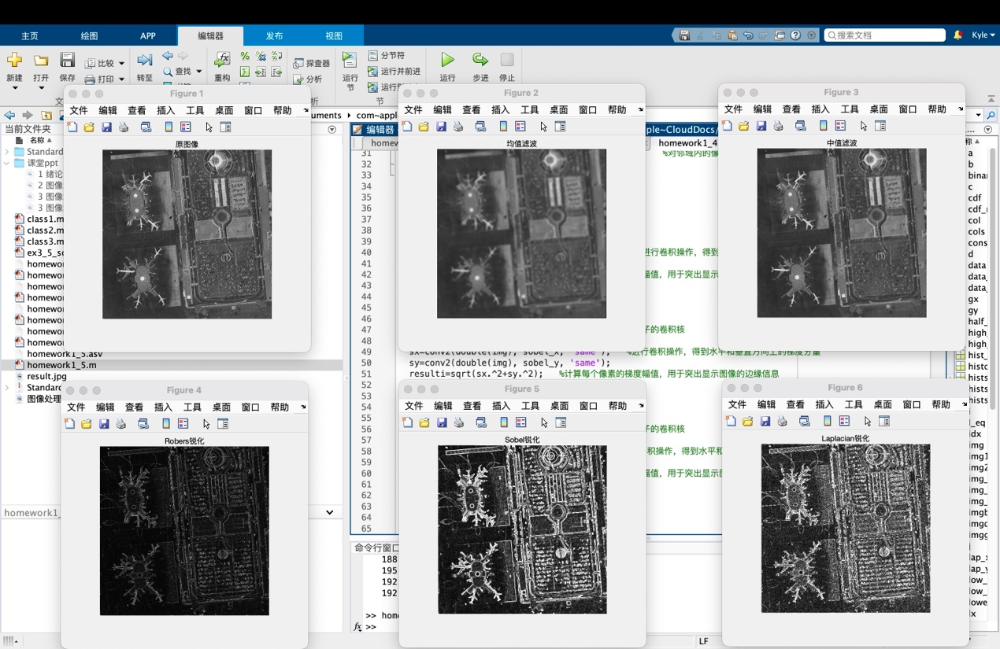 主页 绘图 APP 编辑器 发布 视图
搜索文档
Kyle
新建 打开 保存
比较
打印
转至
查找
重构
探查器
分析
运行
节
分节符
运行并前进
运行 步进 停止
当前文件夹
名称
Standard
课堂ppt
1 绪论
2 图像
3 图像
3 图像
class1.m
class2.m
class3.m
ex3_5_s
homewor
homewor
homewor
homewor
homewor
homewor
homewor
homewor
homework1_5.asv
homework1_5.m
result.jpg
Standard
图像处理
homework1_
uments
com~appl
编辑器
ple~CloudDocs/
homew
homework1_4
31
32
33
34
35
36
37
38
39
40
41
42
43
44
45
46
47
48
49
50
51
52
53
54
55
56
57
58
59
60
61
62
63
64
65
%对邻域内的像
进行卷积操作，得到
幅值，用于突出显示
子的卷积核
sx=conv2(double(img), sobel_x, 'same'); %进行卷积操作，得到水平和垂直方向上的梯度分量
sy=conv2(double(img), sobel_y, 'same');
resulti=sqrt(sx.^2+sy.^2); %计算每个像素的梯度幅值，用于突出显示图像的边缘信息
子的卷积核
积操作，得到水平和
幅值，用于突出显示图
命令行窗口
188
195
192
192
>> hom
fx >>
LF
a
b
binar
c
cdf
cdf_
col
cols
cons
d
data
data_
data_
gx
gy
half_
high_
high_
hist_
histo
hists
hists
hists
l_eq
idx
img
img1
img2
img_
img_
img_
imgb
imgc
imgg
j
lap_x
lap_y
low_
low_
lowe
lx
Figure 1
文件 编辑 查看 插入 工具 桌面 窗口 帮助
原图像
Figure 2
文件 编辑 查看 插入 工具 桌面 窗口 帮助
均值滤波
Figure 3
文件 编辑 查看 插入 工具 桌面 窗口 帮助
中值滤波
Figure 4
文件 编辑 查看 插入 工具 桌面 窗口 帮助
Robers锐化
Figure 5
文件 编辑 查看 插入 工具 桌面 窗口 帮助
Sobel锐化
Figure 6
文件 编辑 查看 插入 工具 桌面 窗口 帮助
Laplacian锐化